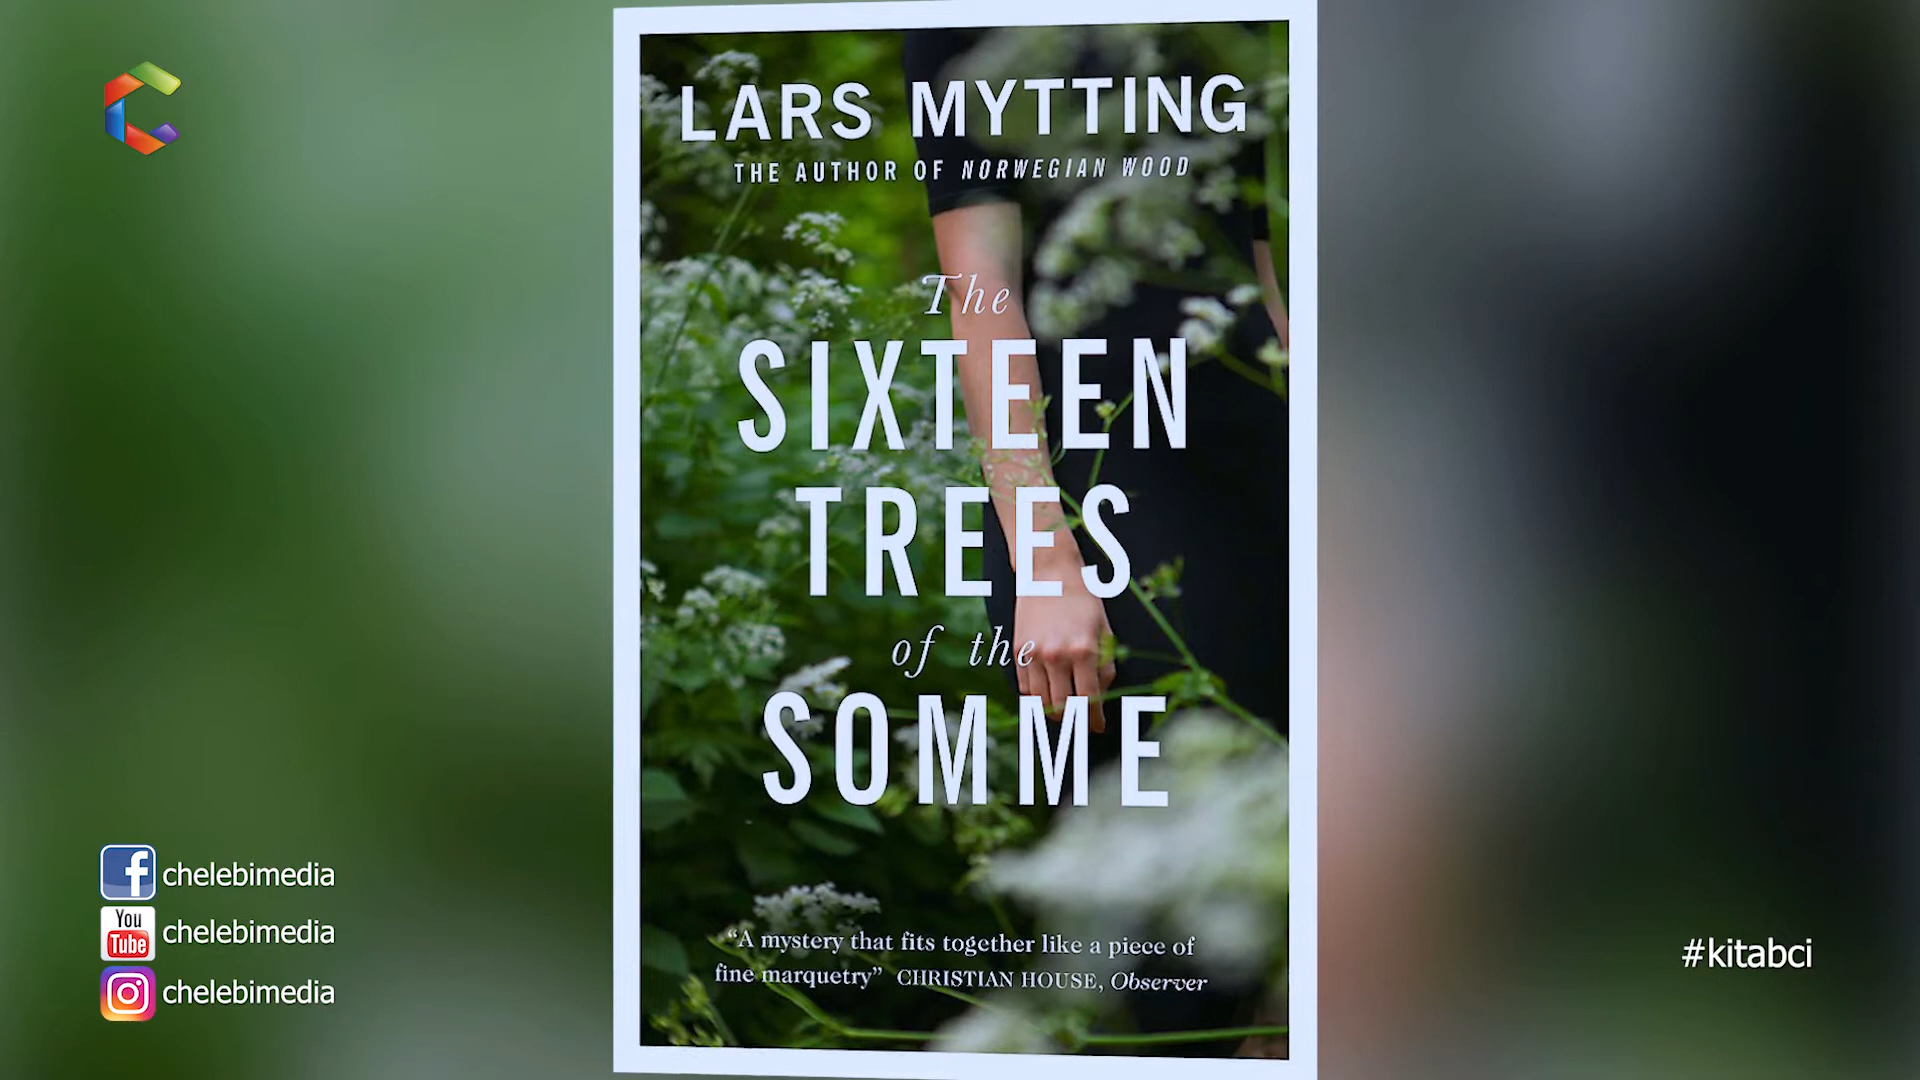 LARS MYTTING
THE AUTHOR OF NORWEGIAN WOOD
The
SIXTEEN
TREES
of the
SOMME
“A mystery that fits together like a piece of
fine marquetry” CHRISTIAN HOUSE, Observer
chelebimedia
You
Tube chelebimedia
chelebimedia
#kitabci